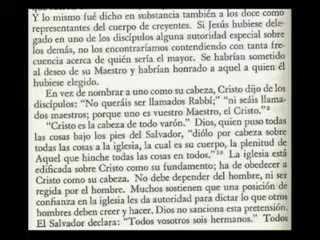 Y lo mismo fué dicho en substancia también a los doce como
representantes del cuerpo de creyentes. Si Jesús hubiese dele-
gado en uno de los discípulos alguna autoridad especial sobre
los demás, no los encontraríamos contendiendo con tanta fre-
cuencia acerca de quién sería el mayor. Se habrían sometido
al deseo de su Maestro y habrían honrado a aquel a quien él
hubiese elegido.
En vez de nombrar a uno como su cabeza, Cristo dijo de los
discípulos: “No queráis ser llamados Rabbí;” “ni seáis llama-
dos maestros; porque uno es vuestro Maestro, el Cristo.”
“Cristo es la cabeza de todo varón.” Dios, quien puso todas
las cosas bajo los pies del Salvador, “diólo por cabeza sobre
todas las cosas a la iglesia, la cual es su cuerpo, la plenitud de
Aquel que hinche todas las cosas en todos.” La iglesia está
edificada sobre Cristo como su fundamento; ha de obedecer a
Cristo como su cabeza. No debe depender del hombre, ni ser
regida por el hombre. Muchos sostienen que una posición de
confianza en la iglesia les da autoridad para dictar lo que otros
hombres deben creer y hacer. Dios no sanciona esta pretensión.
El Salvador declara: “Todos vosotros sois hermanos.” Todos